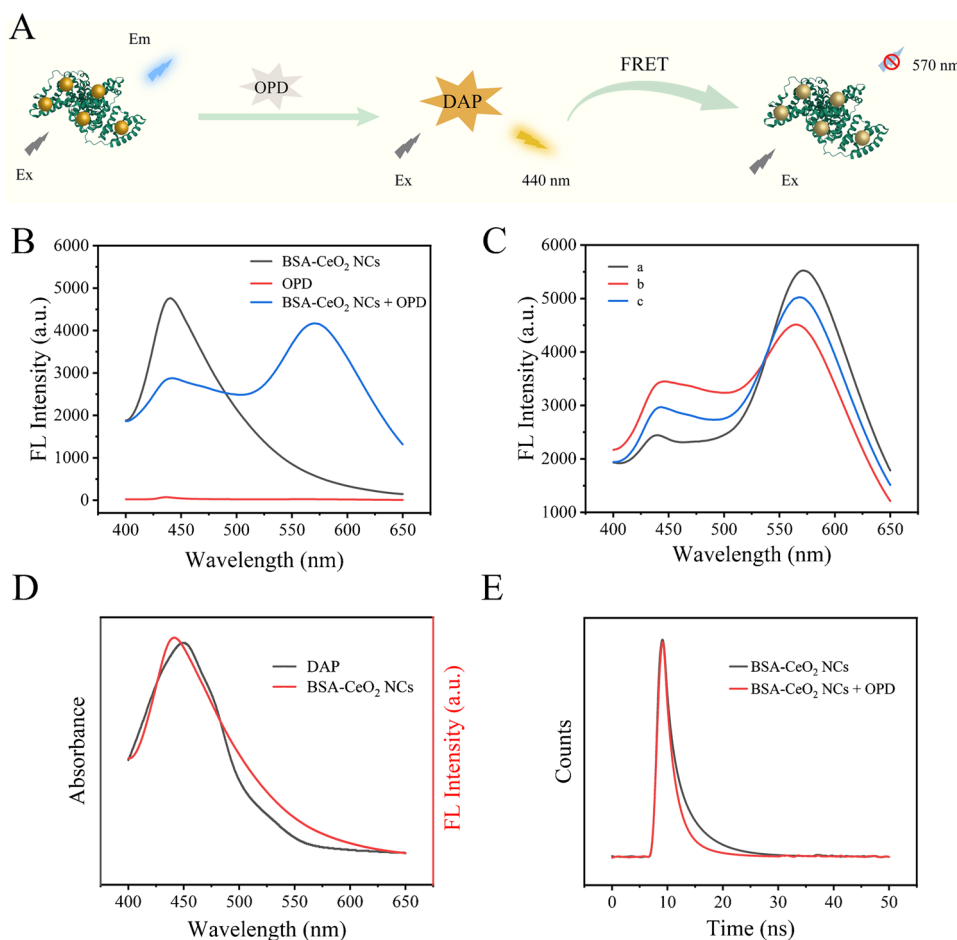 A
Em
OPD
Ex
DAP
Ex
440 nm
FRET
570 nm
Ex
B
FL Intensity (a.u.)
6000
5000
4000
3000
2000
1000
0
BSA-CeO₂ NCs
OPD
BSA-CeO₂ NCs + OPD
400 450 500 550 600 650
Wavelength (nm)
C
FL Intensity (a.u.)
6000
5000
4000
3000
2000
1000
a
b
c
400 450 500 550 600 650
Wavelength (nm)
D
Absorbance
DAP
BSA-CeO₂ NCs
FL Intensity (a.u.)
400 450 500 550 600 650
Wavelength (nm)
E
Counts
BSA-CeO₂ NCs
BSA-CeO₂ NCs + OPD
0 10 20 30 40 50
Time (ns)